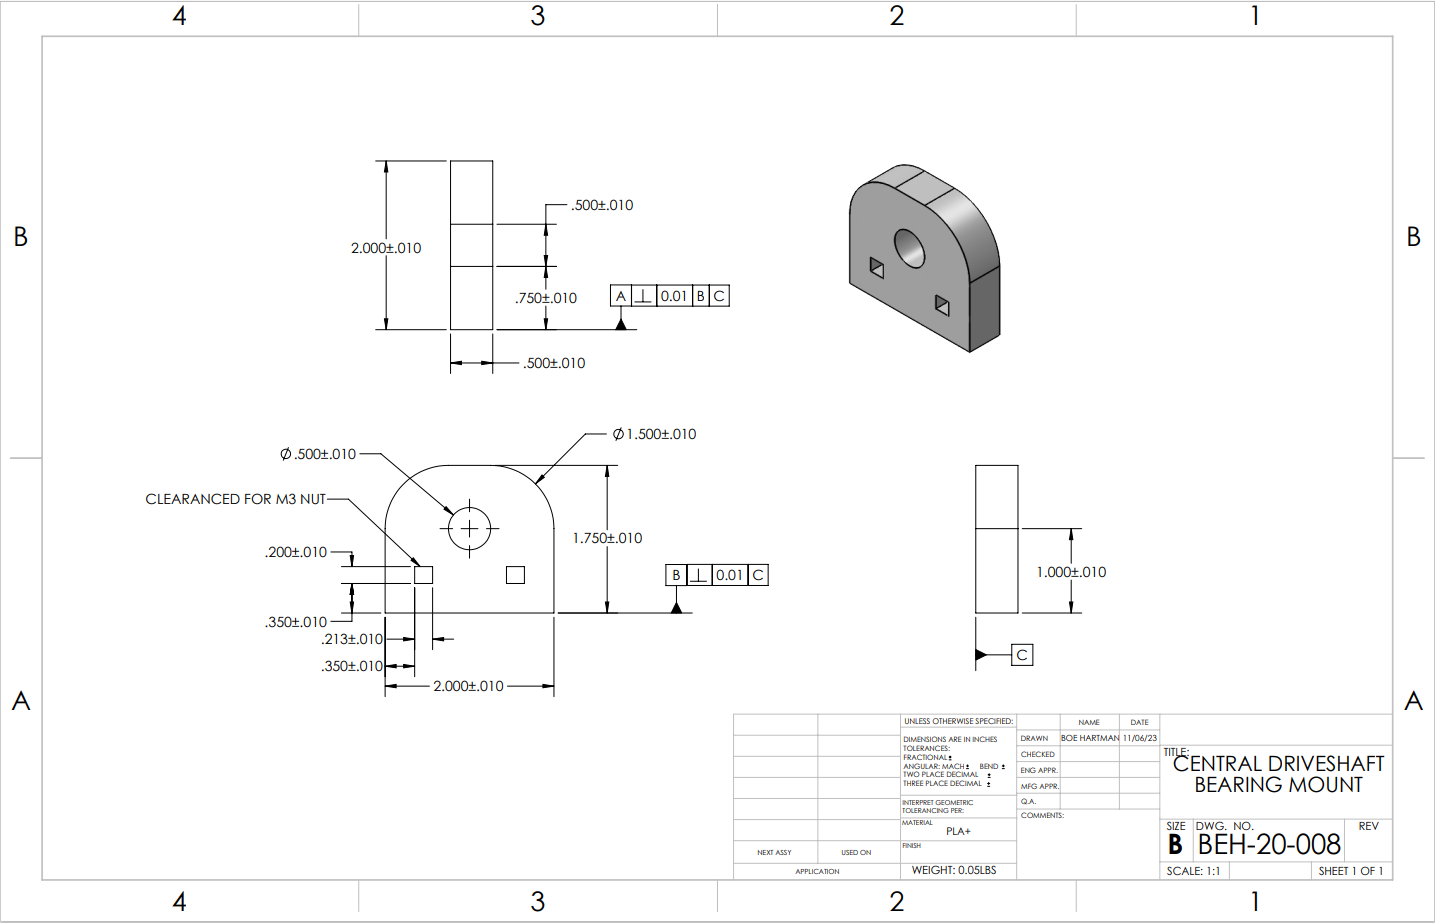 4 3 2 1
B B
.500±.010
2.000±.010
.750±.010
A ⊥ 0.01 B C
.500±.010
Ø1.500±.010
Ø.500±.010
CLEARANCED FOR M3 NUT
1.750±.010
.200±.010
B ⊥ 0.01 C
1.000±.010
.350±.010
.213±.010
C
.350±.010
2.000±.010
A A
UNLESS OTHERWISE SPECIFIED:
DIMENSIONS ARE IN INCHES
TOLERANCES:
FRACTIONAL±
ANGULAR: MACH± BEND ±
TWO PLACE DECIMAL ±
THREE PLACE DECIMAL ±
INTERPRET GEOMETRIC
TOLERANCING PER:
MATERIAL
PLA+
FINISH
WEIGHT: 0.05LBS
NEXT ASSY USED ON
APPLICATION
NAME DATE
DRAWN BOE HARTMAN 11/06/23
CHECKED
ENG APPR.
MFG APPR.
Q.A.
COMMENTS:
TITLE:
CENTRAL DRIVESHAFT
BEARING MOUNT
SIZE DWG. NO. REV
B BEH-20-008
SCALE: 1:1 SHEET 1 OF 1
4 3 2 1